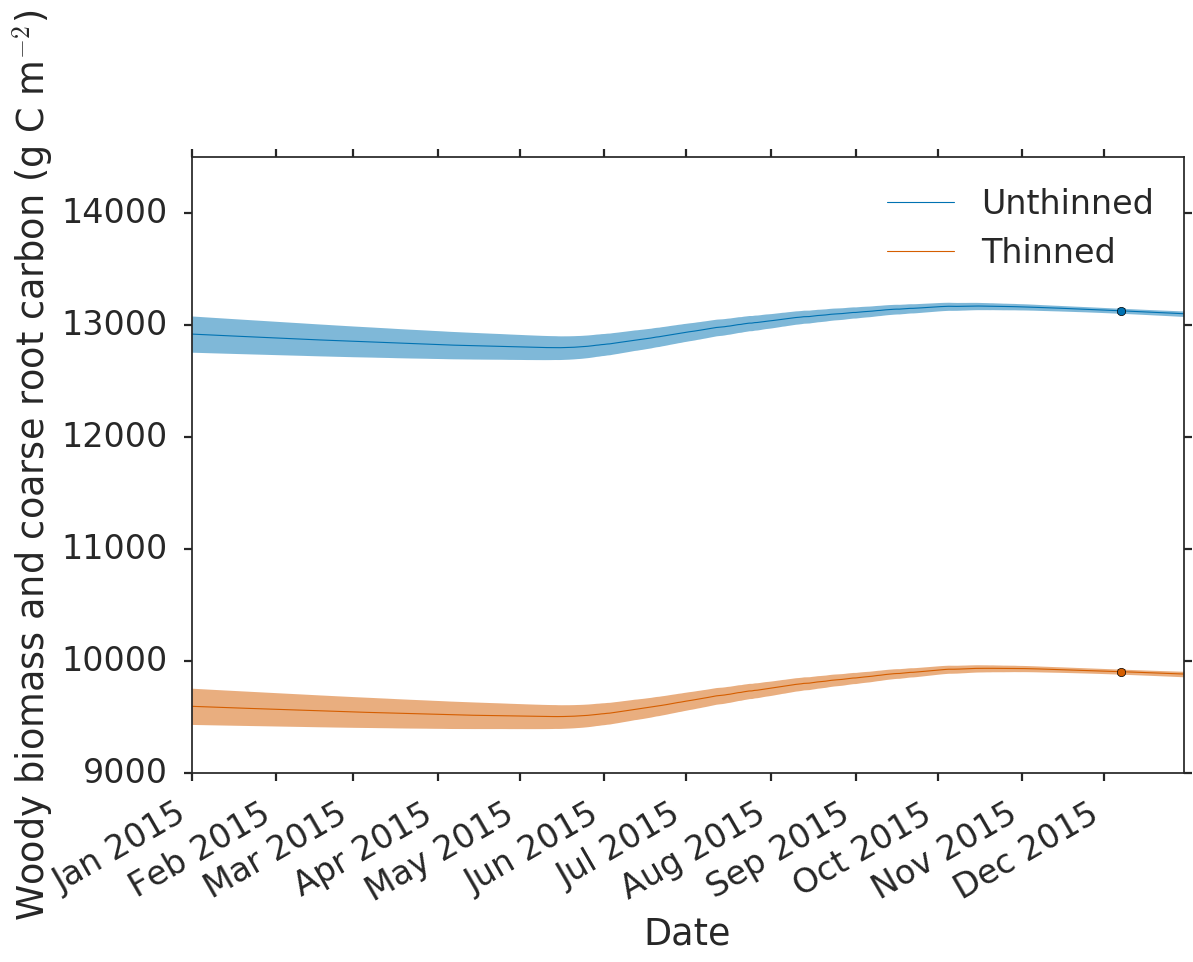 Woody biomass and coarse root carbon (g C m⁻²)
14000
13000
12000
11000
10000
9000
Unthinned
Thinned
Jan 2015
Feb 2015
Mar 2015
Apr 2015
May 2015
Jun 2015
Jul 2015
Aug 2015
Sep 2015
Oct 2015
Nov 2015
Dec 2015
Date